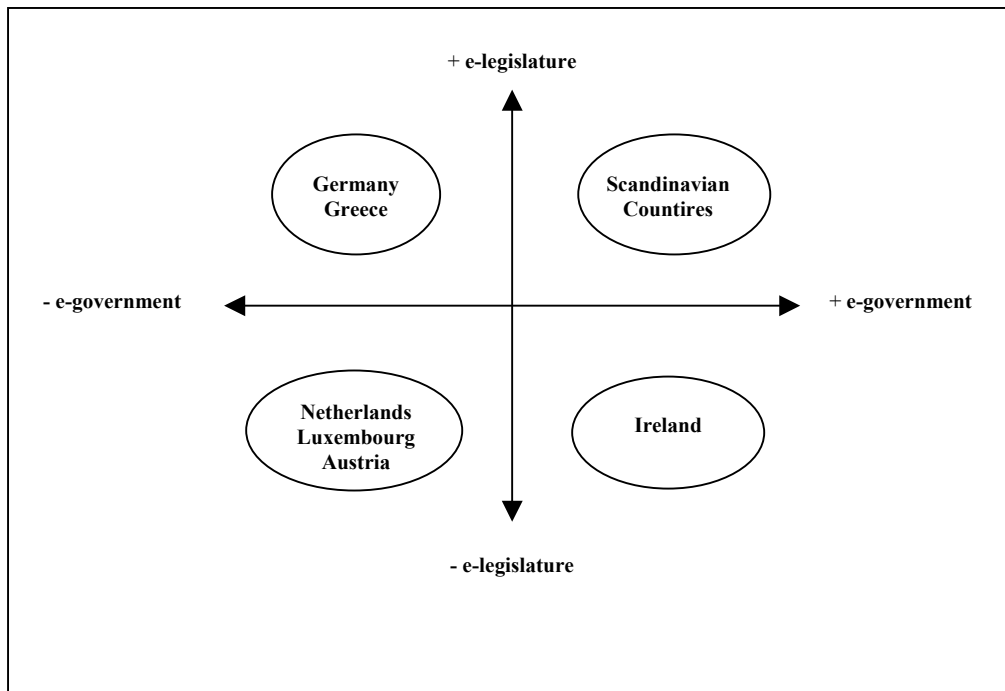 + e-legislature
Germany
Greece
Scandinavian
Countires
- e-government
+ e-government
Netherlands
Luxembourg
Austria
Ireland
- e-legislature